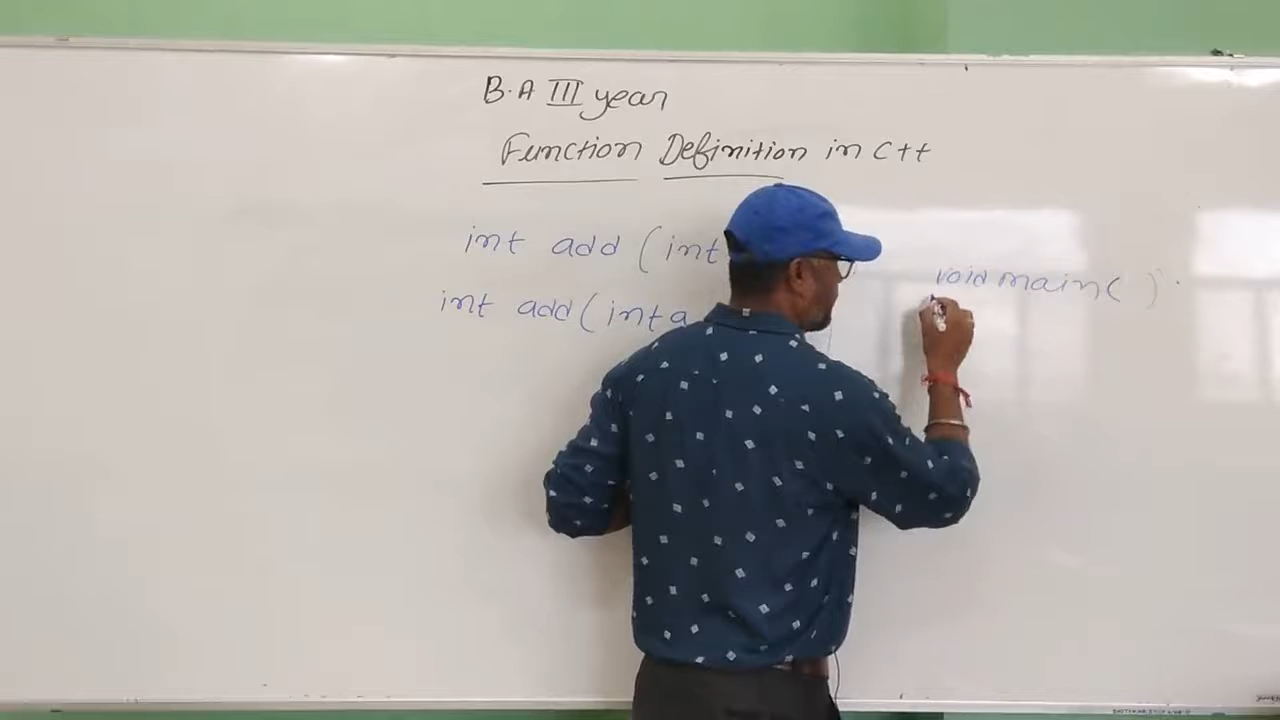 B.A III year
Function Definition in C++
int add (int
int add (int a
void main( )